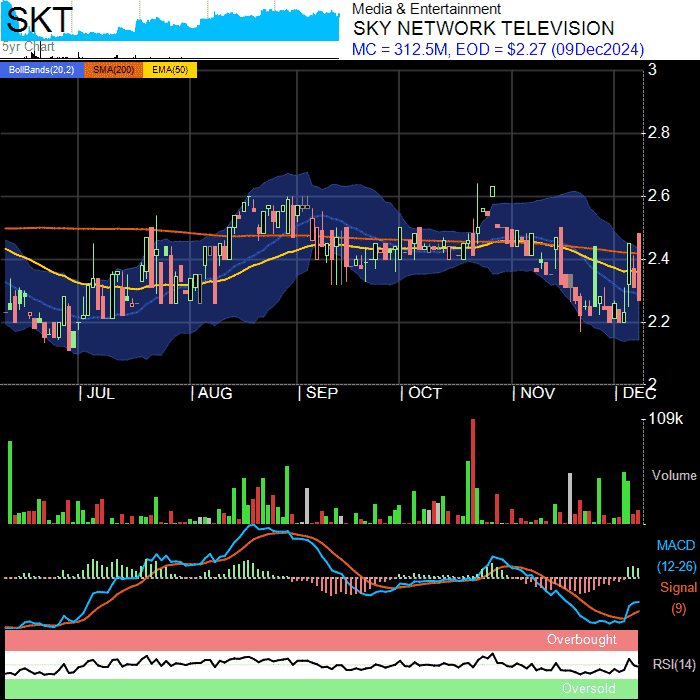 SKT
5yr Chart
Media & Entertainment
SKY NETWORK TELEVISION
MC = 312.5M, EOD = $2.27 (09Dec2024)
BollBands(20,2) SMA(200) EMA(50)
3
2.8
2.6
2.4
2.2
2
JUL AUG SEP OCT NOV DEC
109k
Volume
MACD
(12-26)
Signal
(9)
Overbought
RSI(14)
Oversold